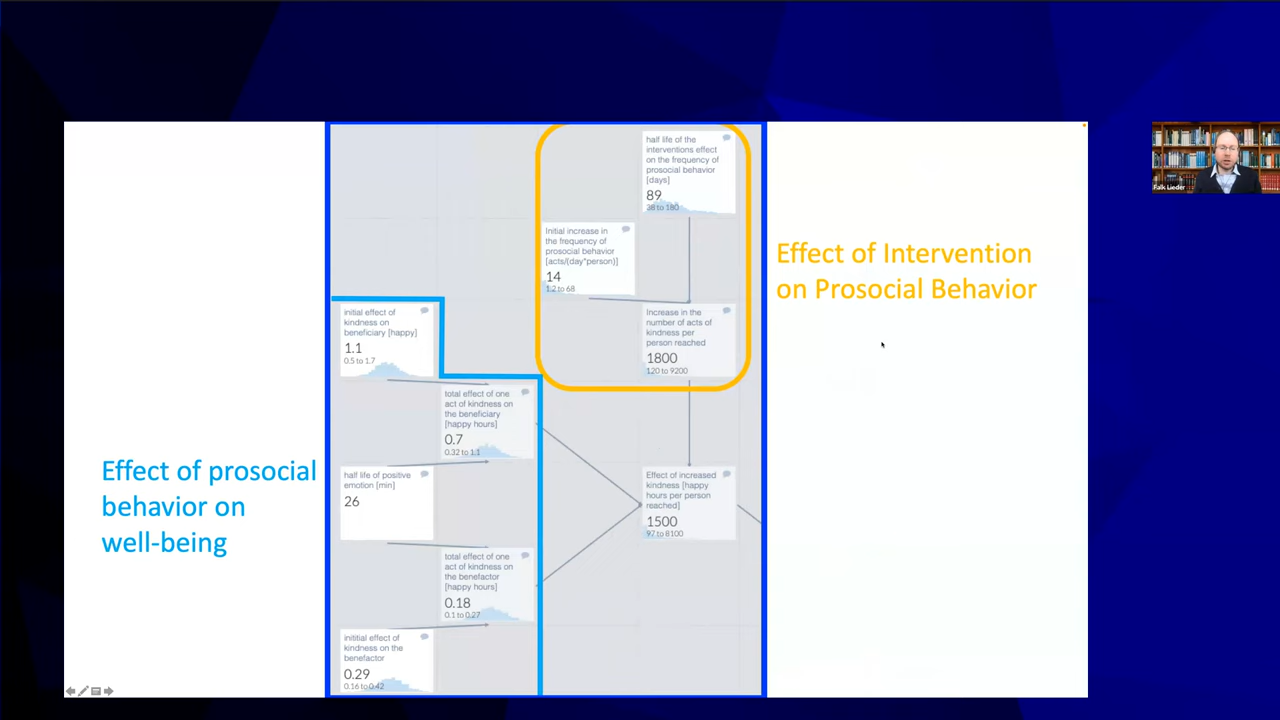 half life of the
interventions effect
on the frequency of
prosocial behavior
[days]
89
38 to 180
Initial increase in
the frequency of
prosocial behavior
[acts/(day*person)]
14
1.2 to 68
Increase in the
number of acts of
kindness per
person reached
1800
120 to 9200
Effect of Intervention
on Prosocial Behavior
Falk Lieder
initial effect of
kindness on
beneficiary [happy]
1.1
0.5 to 1.7
total effect of one
act of kindness on
the beneficiary
[happy hours]
0.7
0.32 to 1.1
Effect of prosocial
behavior on
well-being
half life of positive
emotion [min]
26
Effect of increased
kindness [happy
hours per person
reached]
1500
97 to 8100
total effect of one
act of kindness on
the benefactor
[happy hours]
0.18
0.1 to 0.27
inititial effect of
kindness on the
benefactor
0.29
0.16 to 0.42